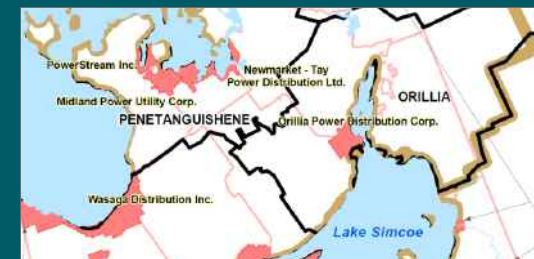 PowerStream Inc.
Newmarket - Tay
Power Distribution Ltd.
Midland Power Utility Corp.
ORILLIA
PENETANGUISHENE
Orillia Power Distribution Corp.
Wasaga Distribution Inc.
Lake Simcoe